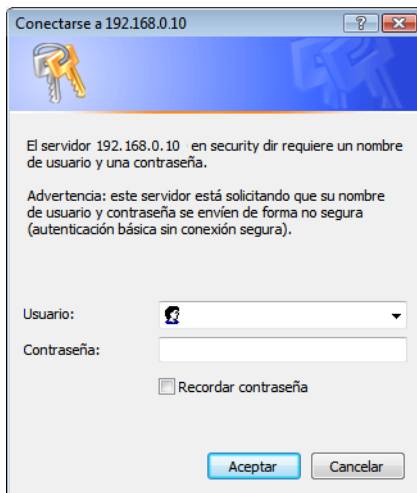 Conectarse a 192.168.0.10
El servidor 192.168.0.10 en security dir requiere un nombre
de usuario y una contraseña.
Advertencia: este servidor está solicitando que su nombre
de usuario y contraseña se envíen de forma no segura
(autenticación básica sin conexión segura).
Usuario:
Contraseña:
Recordar contraseña
Aceptar Cancelar